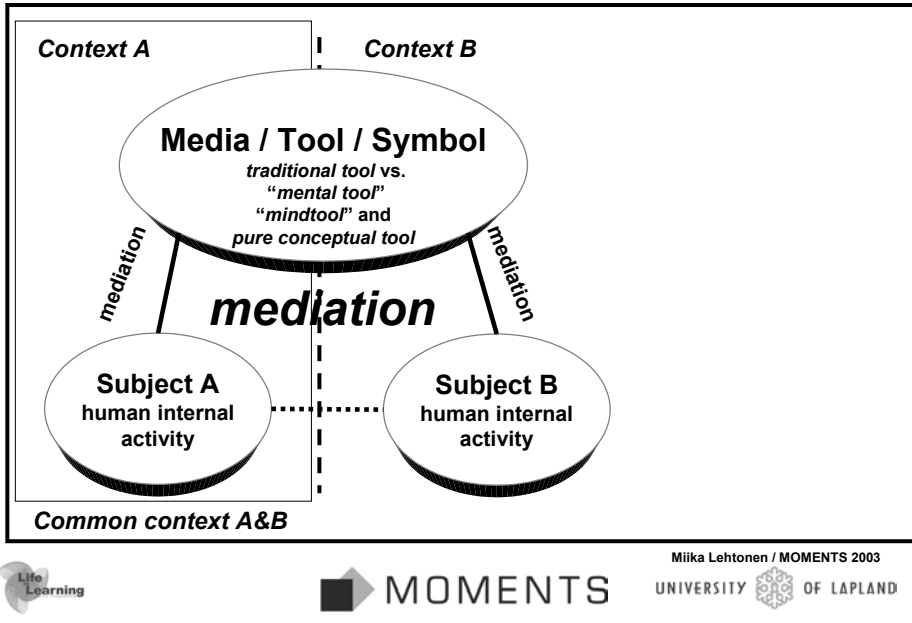 Context A
Context B
Media / Tool / Symbol
traditional tool vs.
“mental tool”
“mindtool” and
pure conceptual tool
mediation
mediation
mediation
Subject A
human internal
activity
Subject B
human internal
activity
Common context A&B
Miika Lehtonen / MOMENTS 2003
Life
Learning
MOMENTS
UNIVERSITY OF LAPLAND